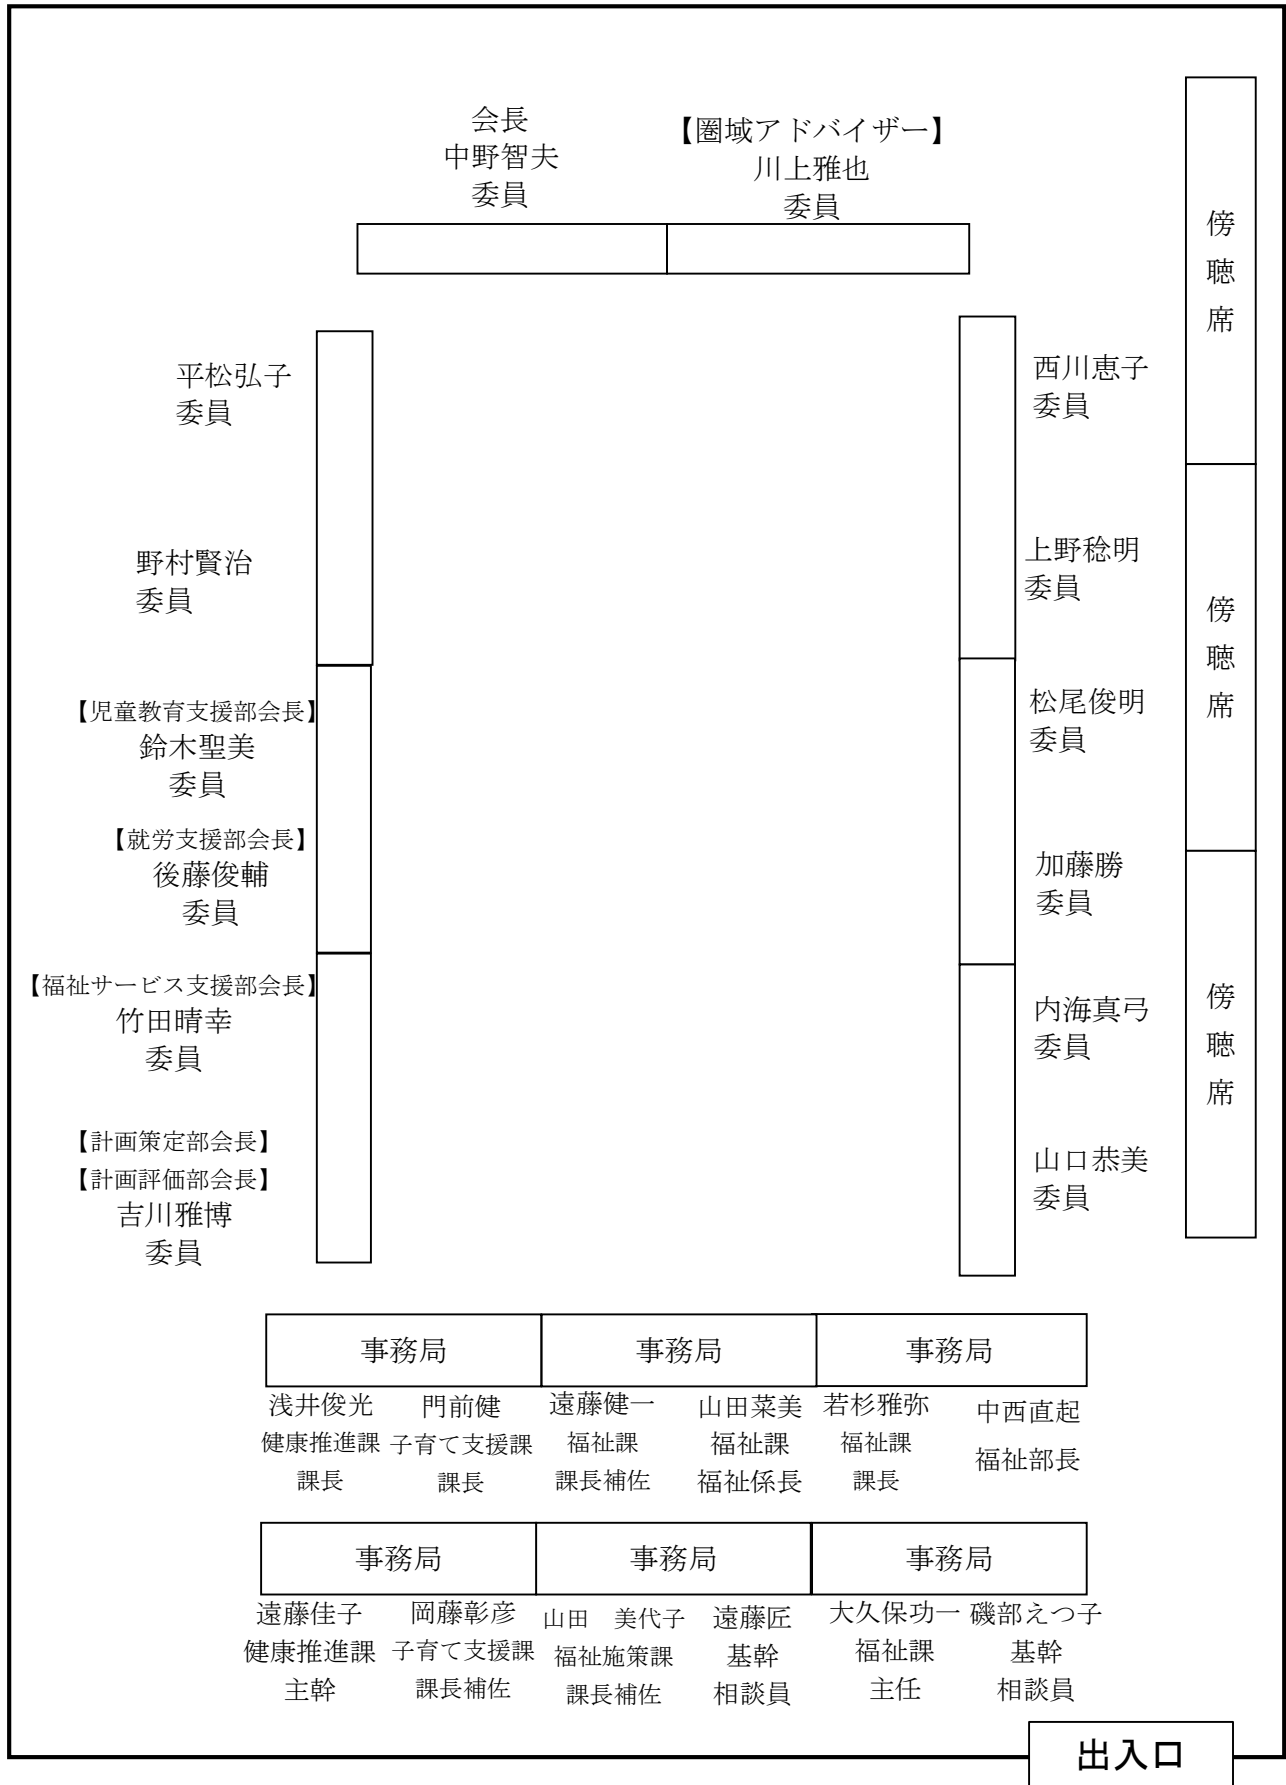 会長
中野智夫
委員
【圏域アドバイザー】
川上雅也
委員
平松弘子
委員
野村賢治
委員
【児童教育支援部会長】
鈴木聖美
委員
【就労支援部会長】
後藤俊輔
委員
【福祉サービス支援部会長】
竹田晴幸
委員
【計画策定部会長】
【計画評価部会長】
吉川雅博
委員
西川恵子
委員
上野稔明
委員
松尾俊明
委員
加藤勝
委員
内海真弓
委員
山口恭美
委員
傍聴席
傍聴席
傍聴席
事務局
事務局
事務局
浅井俊光
健康推進課
課長
門前健
子育て支援課
課長
遠藤健一
福祉課
課長補佐
山田菜美
福祉課
福祉係長
若杉雅弥
福祉課
課長
中西直起
福祉部長
事務局
事務局
事務局
遠藤佳子
健康推進課
主幹
岡藤彰彦
子育て支援課
課長補佐
山田　美代子
福祉施策課
課長補佐
遠藤匠
基幹
相談員
大久保功一
福祉課
主任
磯部えつ子
基幹
相談員
出入口